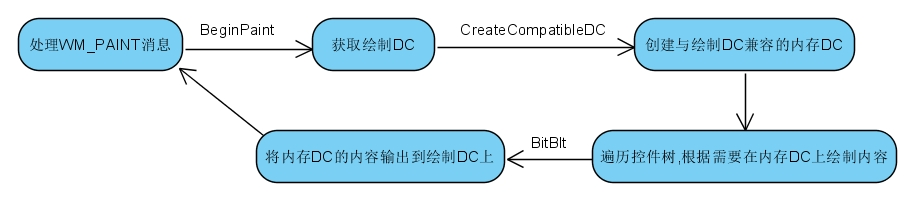 处理WM_PAINT消息
BeginPaint
获取绘制DC
CreateCompatibleDC
创建与绘制DC兼容的内存DC
遍历控件树,根据需要在内存DC上绘制内容
BitBlt
将内存DC的内容输出到绘制DC上